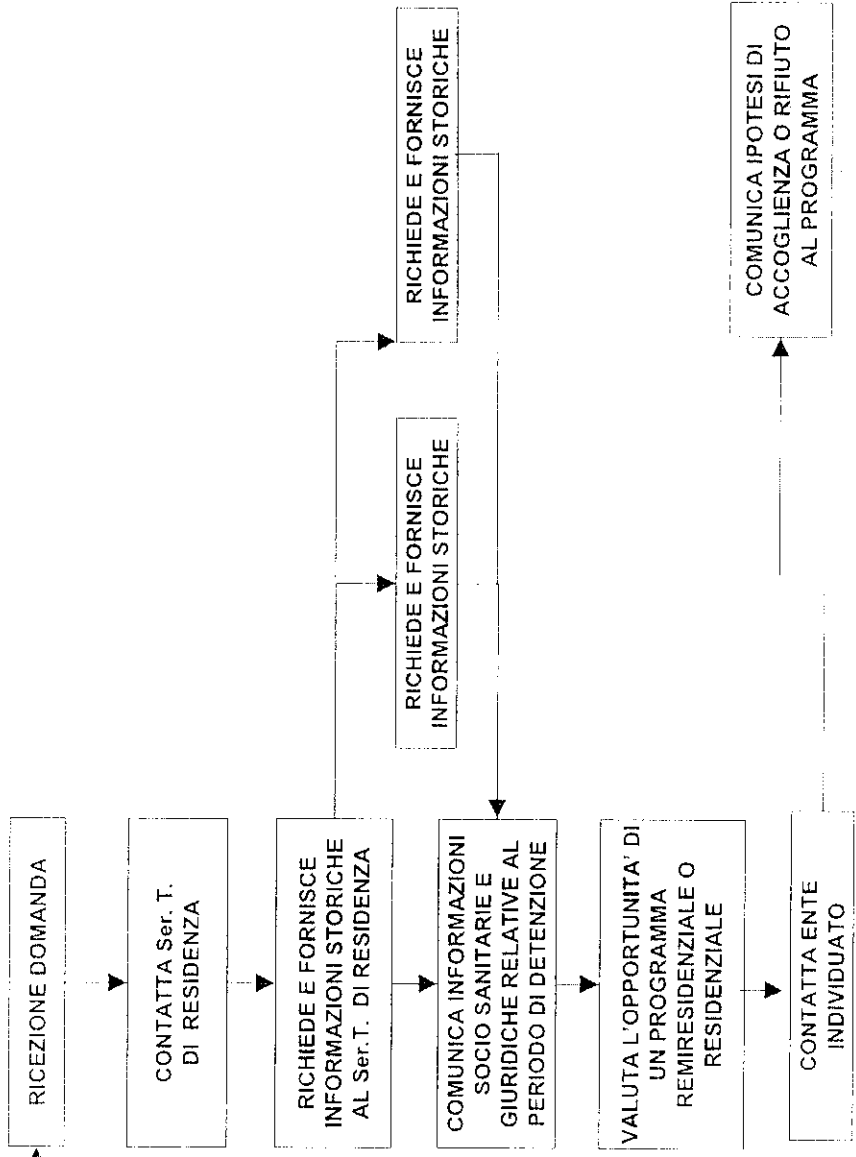 RICEZIONE DOMANDA
CONTATTA Ser. T.
DI RESIDENZA
RICHIEDE E FORNISCE
INFORMAZIONI STORICHE
AL Ser.T. DI RESIDENZA
RICHIEDE E FORNISCE
INFORMAZIONI STORICHE
RICHIEDE E FORNISCE
INFORMAZIONI STORICHE
COMUNICA INFORMAZIONI
SOCIO SANITARIE E
GIURIDICHE RELATIVE AL
PERIODO DI DETENZIONE
VALUTA L'OPPORTUNITA' DI
UN PROGRAMMA
REMIRESIDENZIALE O
RESIDENZIALE
CONTATTA ENTE
INDIVIDUATO
COMUNICA IPOTESI DI
ACCOGLIENZA O RIFIUTO
AL PROGRAMMA